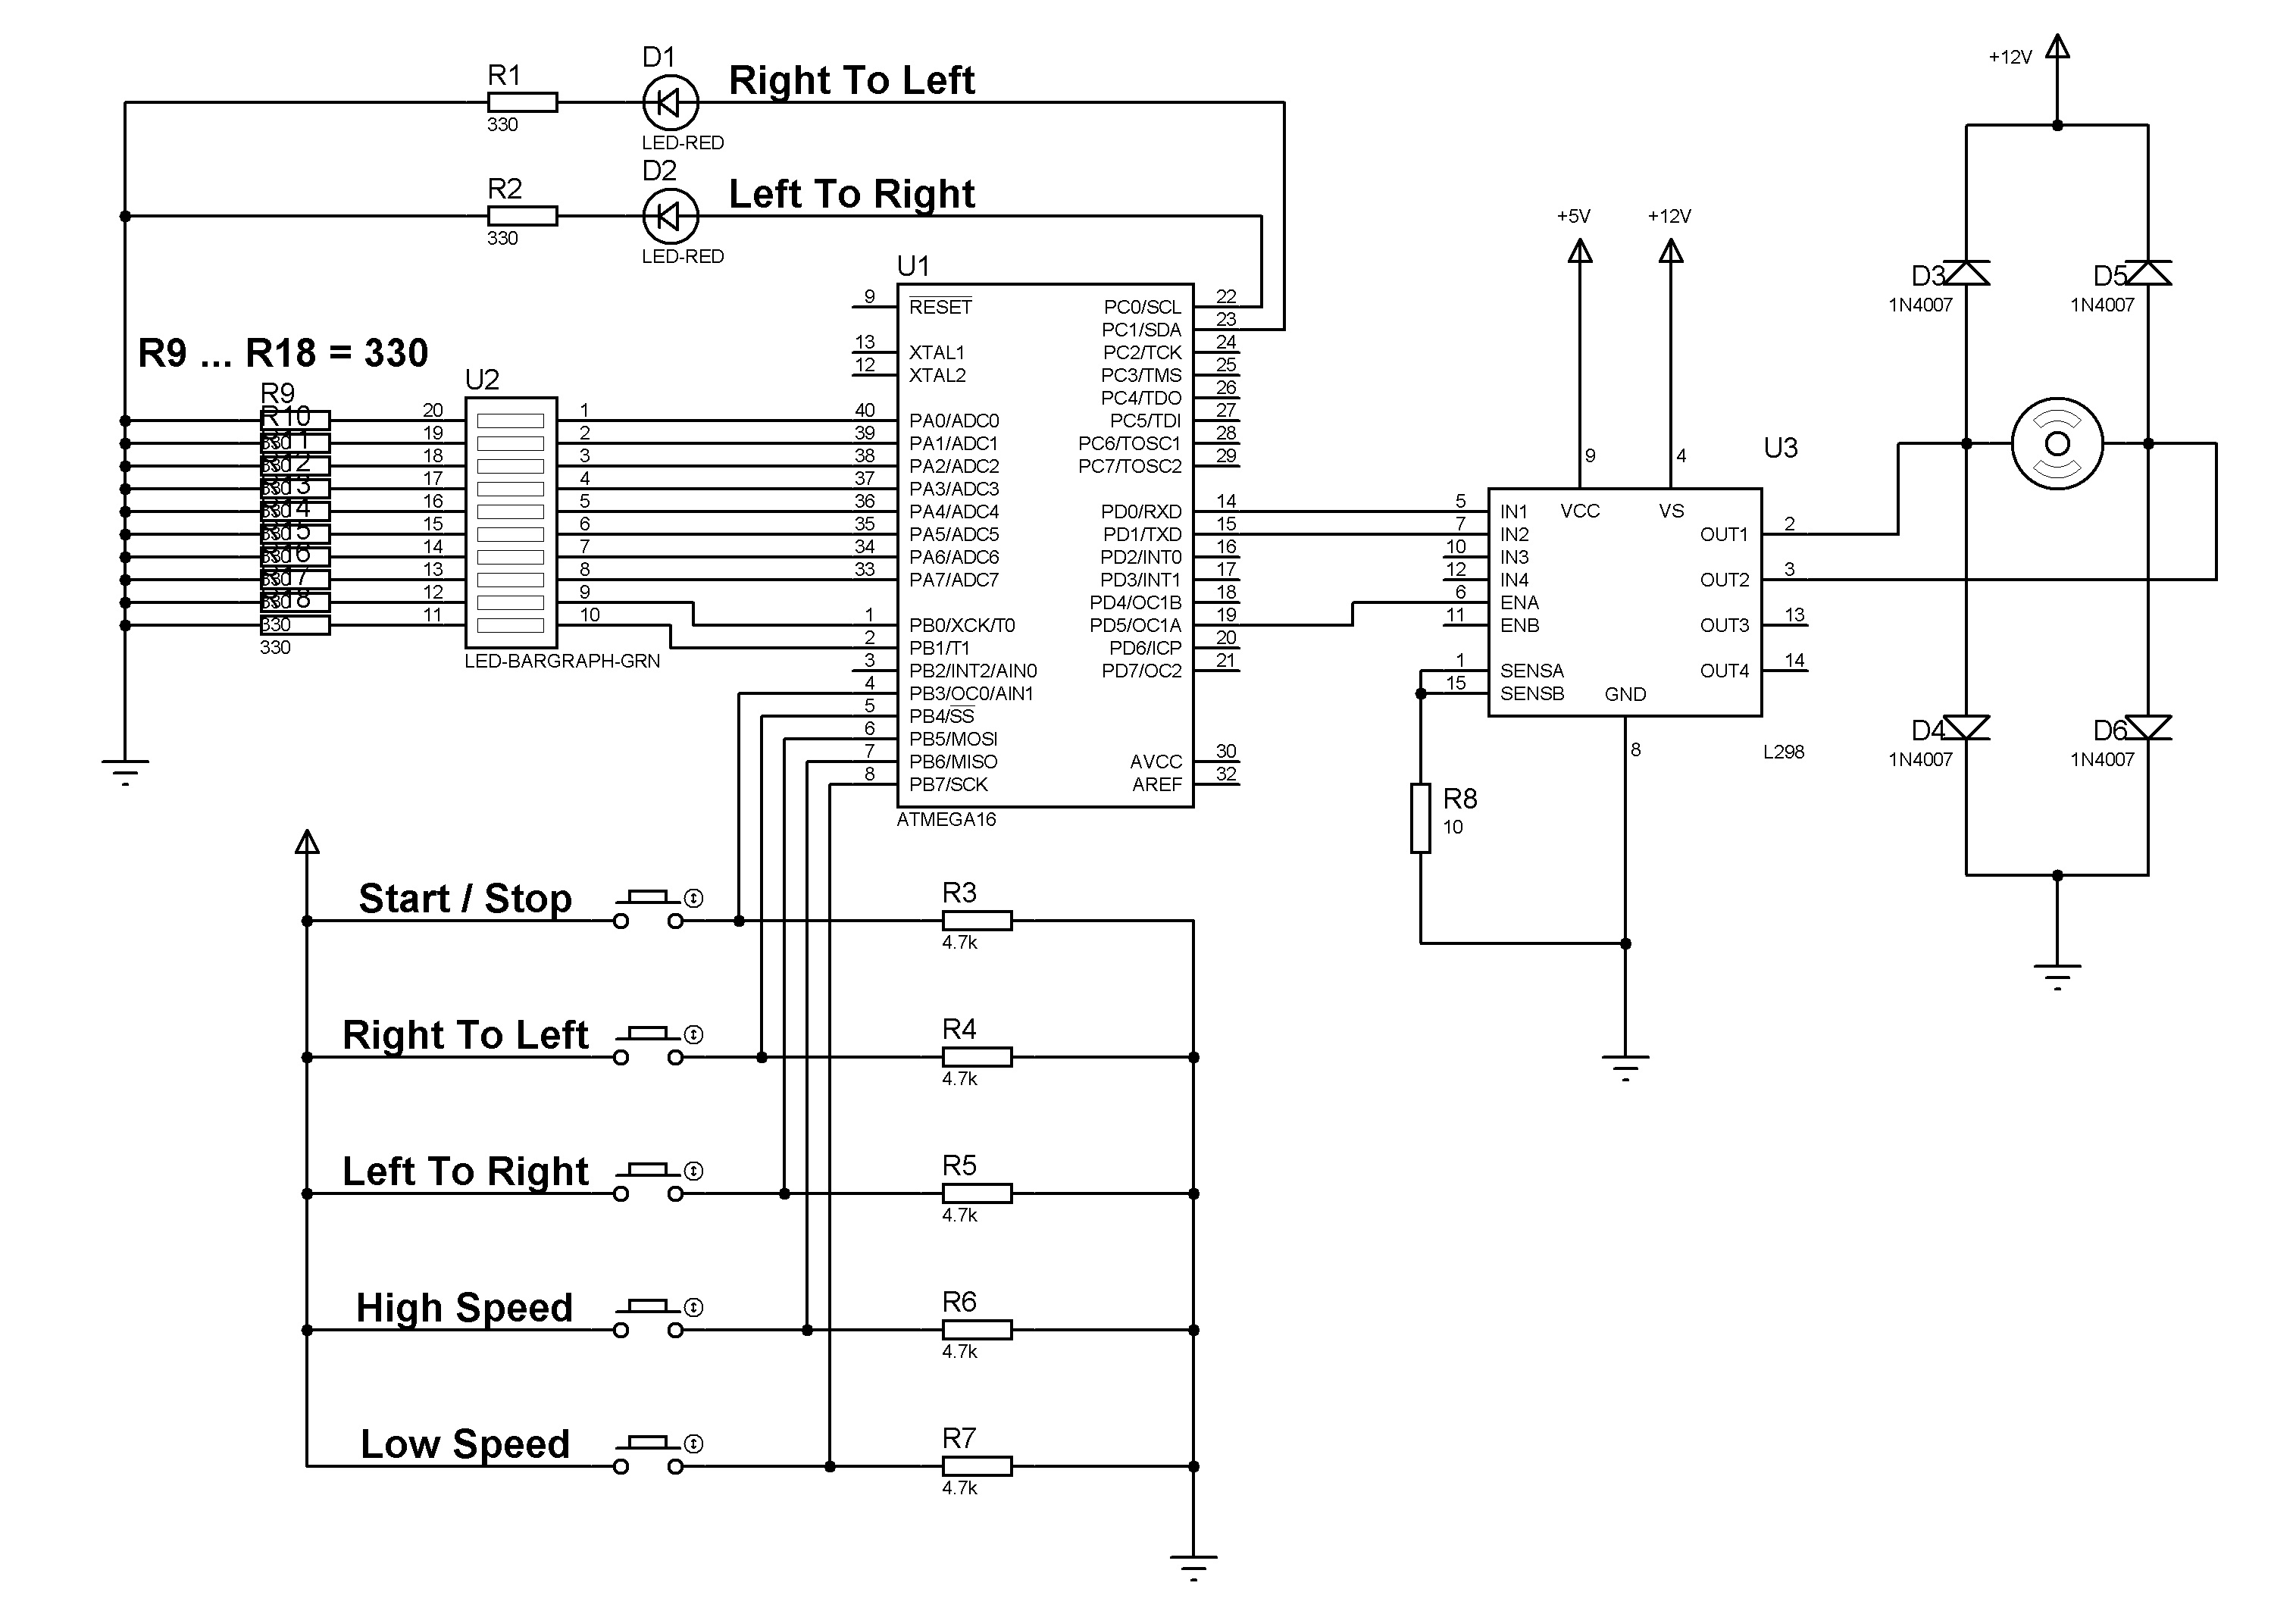 D1
R1
Right To Left
330
LED-RED
D2
R2
Left To Right
330
LED-RED
R9 ... R18 = 330
R9
R10
R11
R12
R13
R14
R15
R16
R17
R18
330
330
U2
20
19
18
17
16
15
14
13
12
11
1
2
3
4
5
6
7
8
9
10
LED-BARGRAPH-GRN
U1
9 RESET
13 XTAL1
12 XTAL2
40 PA0/ADC0
39 PA1/ADC1
38 PA2/ADC2
37 PA3/ADC3
36 PA4/ADC4
35 PA5/ADC5
34 PA6/ADC6
33 PA7/ADC7
1 PB0/XCK/T0
2 PB1/T1
3 PB2/INT2/AIN0
4 PB3/OC0/AIN1
5 PB4/SS
6 PB5/MOSI
7 PB6/MISO
8 PB7/SCK
PC0/SCL 22
PC1/SDA 23
PC2/TCK 24
PC3/TMS 25
PC4/TDO 26
PC5/TDI 27
PC6/TOSC1 28
PC7/TOSC2 29
PD0/RXD 14
PD1/TXD 15
PD2/INT0 16
PD3/INT1 17
PD4/OC1B 18
PD5/OC1A 19
PD6/ICP 20
PD7/OC2 21
AVCC 30
AREF 32
ATMEGA16
+5V
+12V
9
4
U3
VCC
VS
5 IN1
7 IN2
10 IN3
12 IN4
6 ENA
11 ENB
1 SENSA
15 SENSB
OUT1 2
OUT2 3
OUT3 13
OUT4 14
GND
8
L298
R8
10
+12V
D3
1N4007
D5
1N4007
D4
1N4007
D6
1N4007
Start / Stop
R3
4.7k
Right To Left
R4
4.7k
Left To Right
R5
4.7k
High Speed
R6
4.7k
Low Speed
R7
4.7k